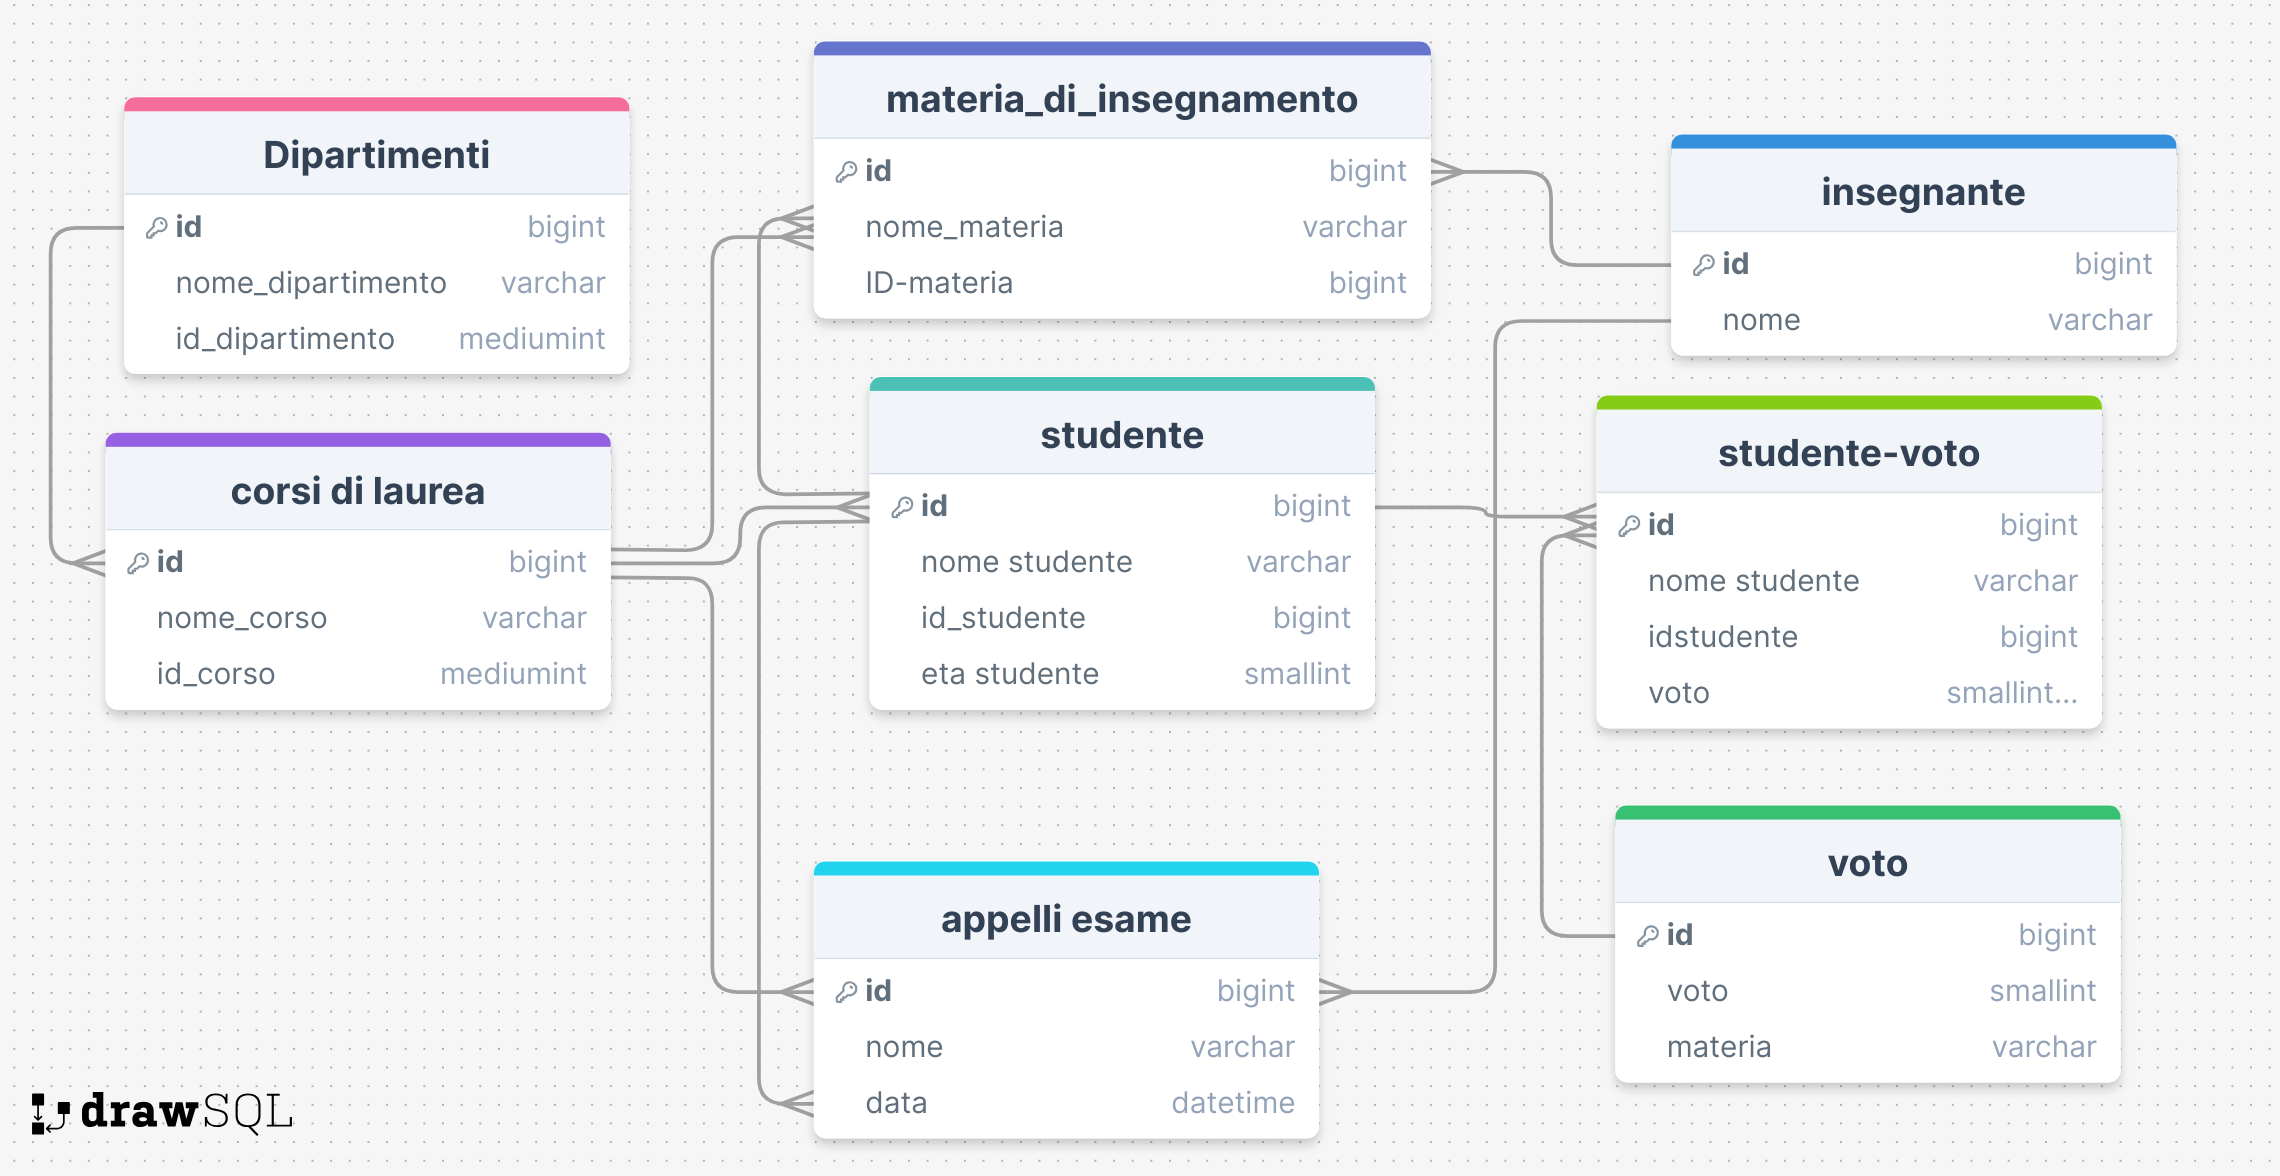 Dipartimenti
id bigint
nome_dipartimento varchar
id_dipartimento mediumint
corsi di laurea
id bigint
nome_corso varchar
id_corso mediumint
materia_di_insegnamento
id bigint
nome_materia varchar
ID-materia bigint
studente
id bigint
nome studente varchar
id_studente bigint
eta studente smallint
appelli esame
id bigint
nome varchar
data datetime
insegnante
id bigint
nome varchar
studente-voto
id bigint
nome studente varchar
idstudente bigint
voto smallint...
voto
id bigint
voto smallint
materia varchar
drawSQL